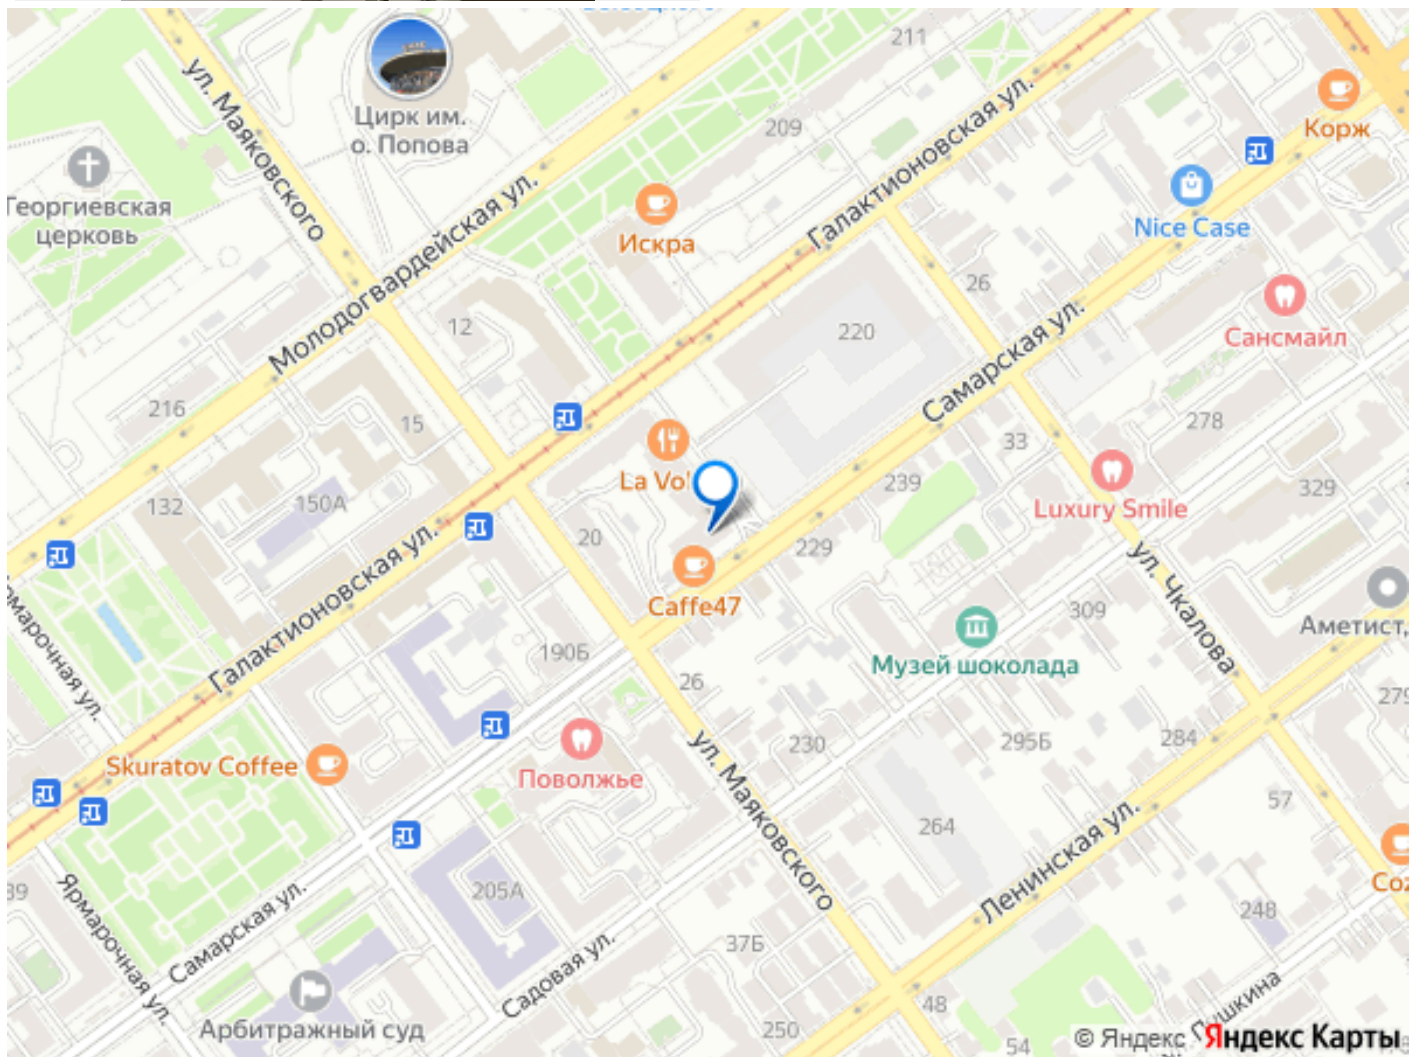 211
ул. Маяковского
Цирк им.
о. Попова
209
Галактионовская ул.
Корж
Георгиевская
церковь
Молодогвардейская ул.
Искра
Nice Case
26
12
220
Самарская ул.
Сансмайл
216
15
La Vo
33
278
132
150А
239
Luxury Smile
329
20
229
ул. Чкалова
Галактионовская ул.
Caffe47
309
Аметист,
190Б
Музей шоколада
26
279
Skuratov Coffee
Поволжье
ул. Маяковского
230
295Б
284
57
264
Ленинская ул.
39
Ярмарочная ул.
205А
Самарская ул.
248
Coz
37Б
Садовая ул.
Арбитражный суд
48
250
54
© Яндекс Яндекс Карты